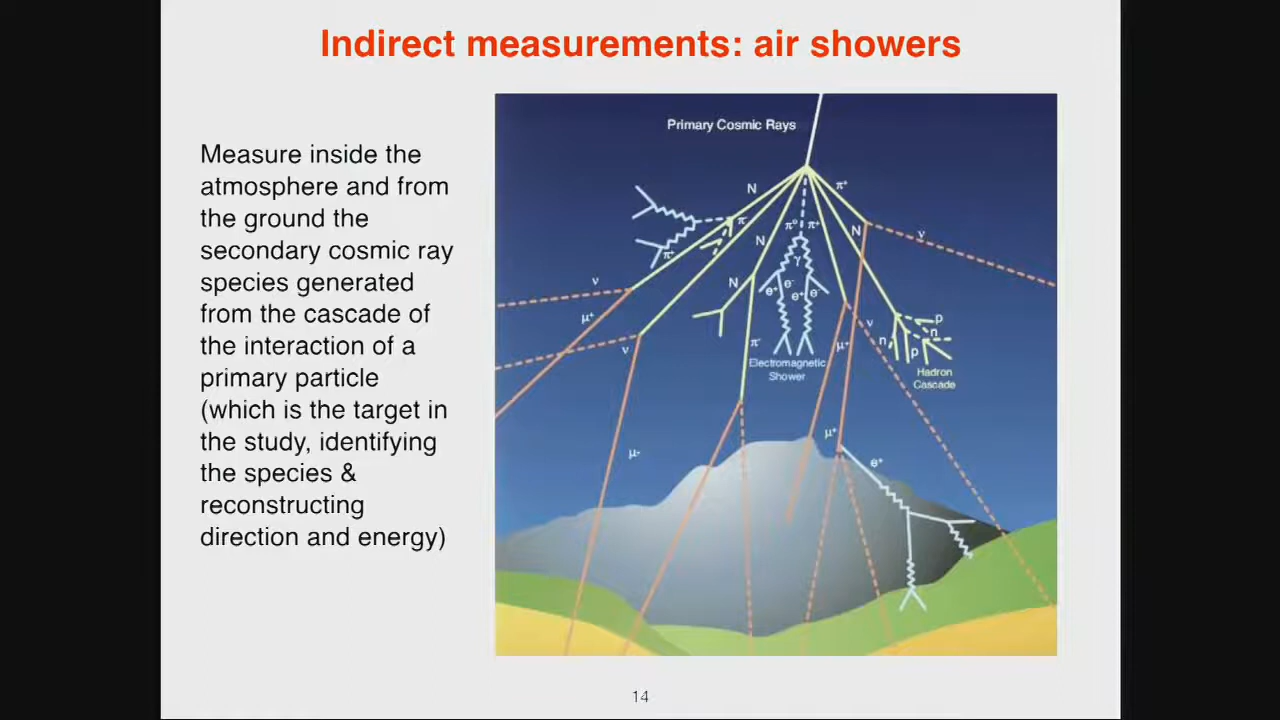 Indirect measurements: air showers
Measure inside the
atmosphere and from
the ground the
secondary cosmic ray
species generated
from the cascade of
the interaction of a
primary particle
(which is the target in
the study, identifying
the species &
reconstructing
direction and energy)
Primary Cosmic Rays
N
π⁺
π⁻
π⁰
π⁺
N
ν
N
π⁺
γ
ν
N
e⁺
e⁻
e⁺
e⁻
μ⁺
ν
p
n
ν
π⁻
μ⁺
n
p
Electromagnetic
Shower
Hadron
Cascade
μ⁺
μ-
e⁺
14